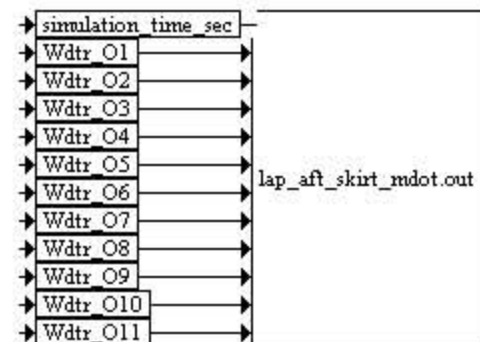 simulation_time_sec
Wdtr_O1
Wdtr_O2
Wdtr_O3
Wdtr_O4
Wdtr_O5
Wdtr_O6
lap_aft_skirt_mdot.out
Wdtr_O7
Wdtr_O8
Wdtr_O9
Wdtr_O10
Wdtr_O11